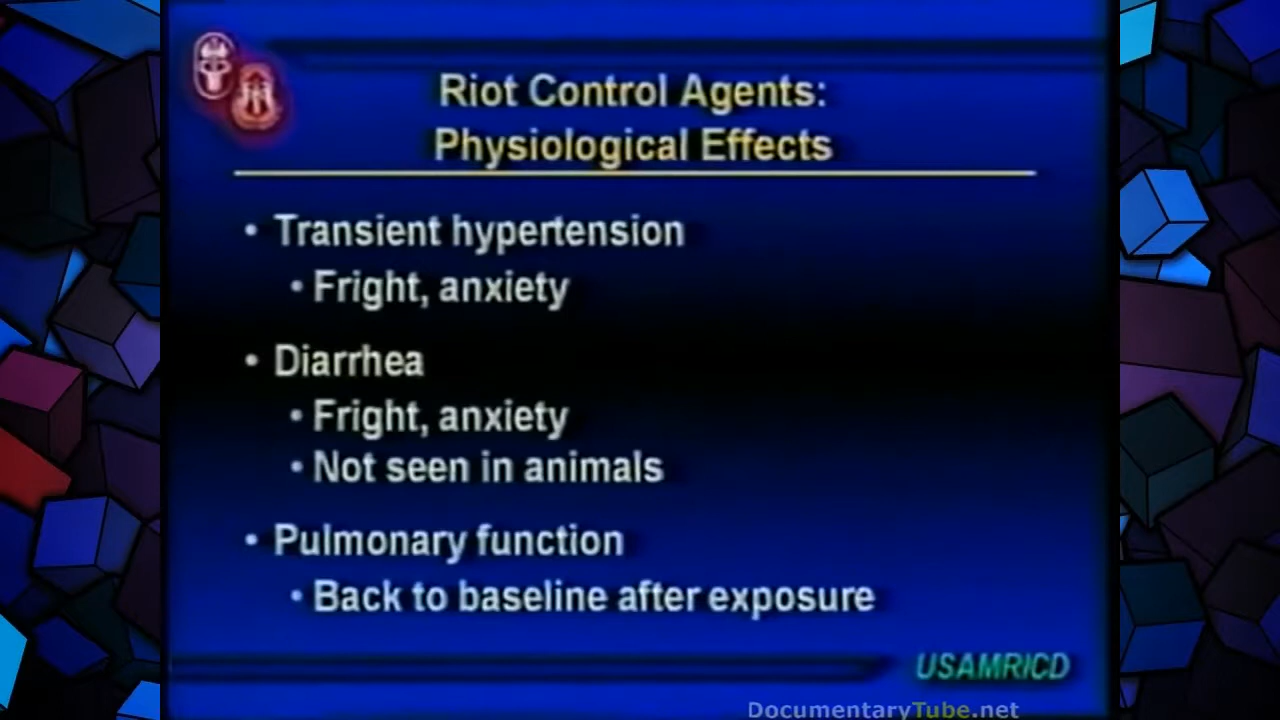 Riot Control Agents:
Physiological Effects
• Transient hypertension
• Fright, anxiety
• Diarrhea
• Fright, anxiety
• Not seen in animals
• Pulmonary function
• Back to baseline after exposure
USAMRICD
DocumentaryTube.net